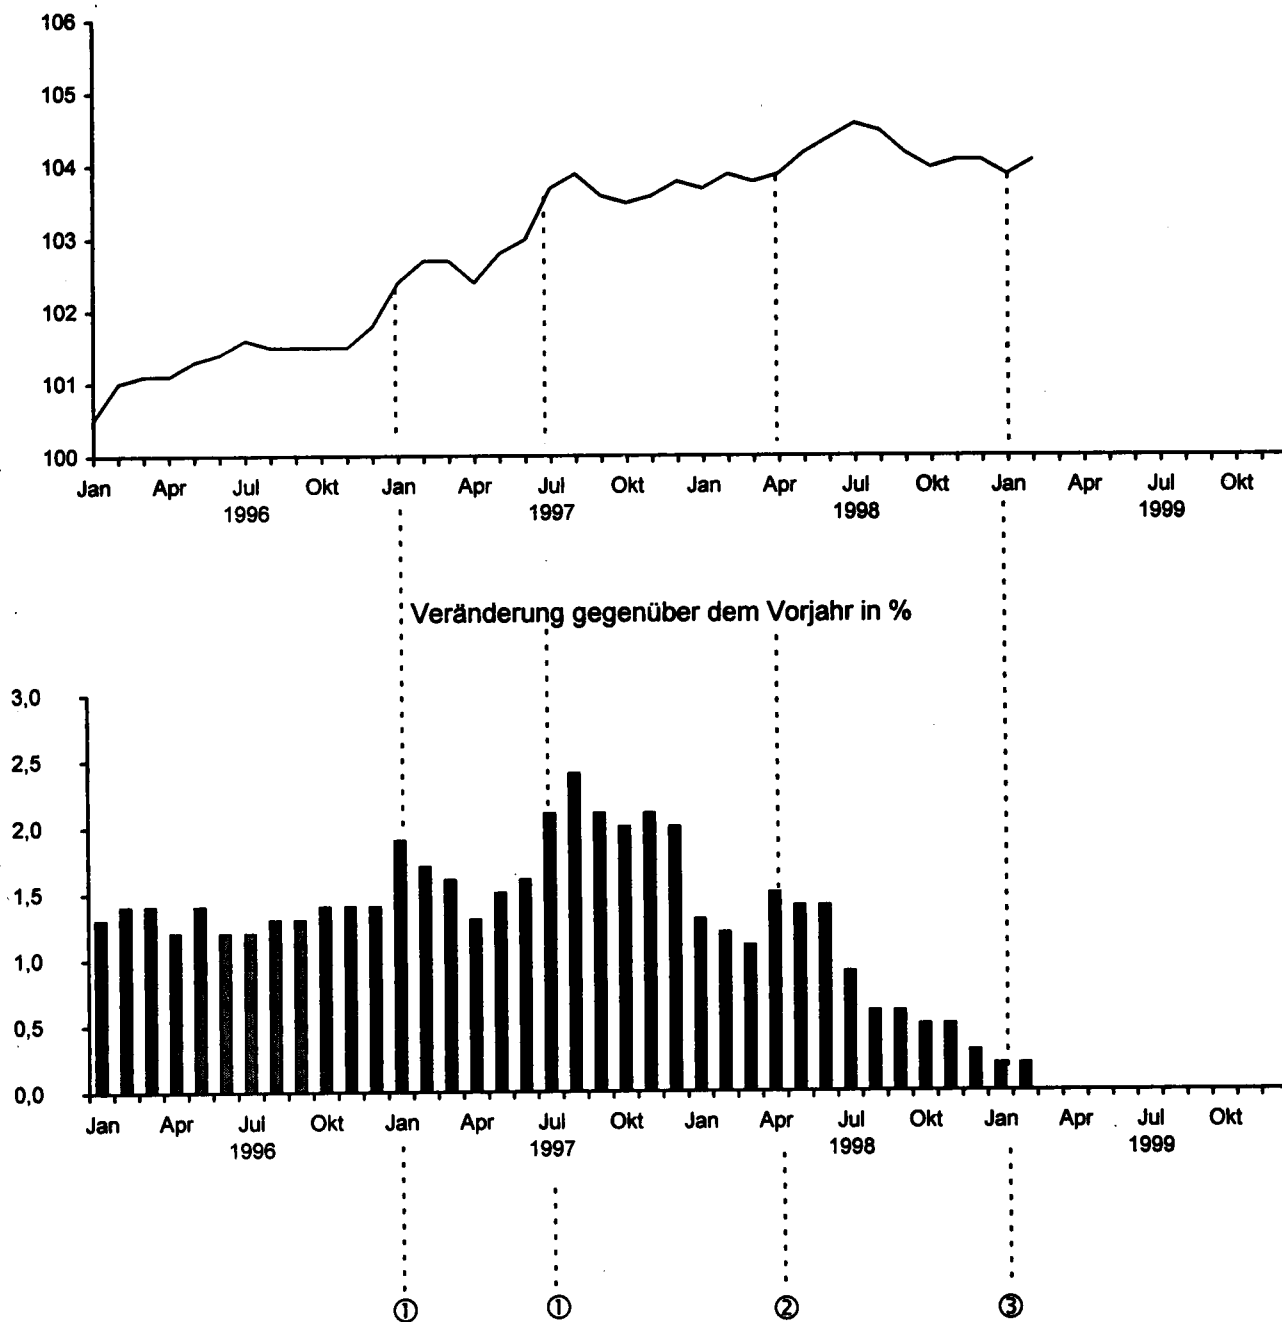 106
105
104
103
102
101
100
Jan Apr Jul Okt Jan Apr Jul Okt Jan Apr Jul Okt Jan Apr Jul Okt
1996 1997 1998 1999
Veränderung gegenüber dem Vorjahr in %
3,0
2,5
2,0
1,5
1,0
0,5
0,0
Jan Apr Jul Okt Jan Apr Jul Okt Jan Apr Jul Okt Jan Apr Jul Okt
1996 1997 1998 1999
① ① ② ③